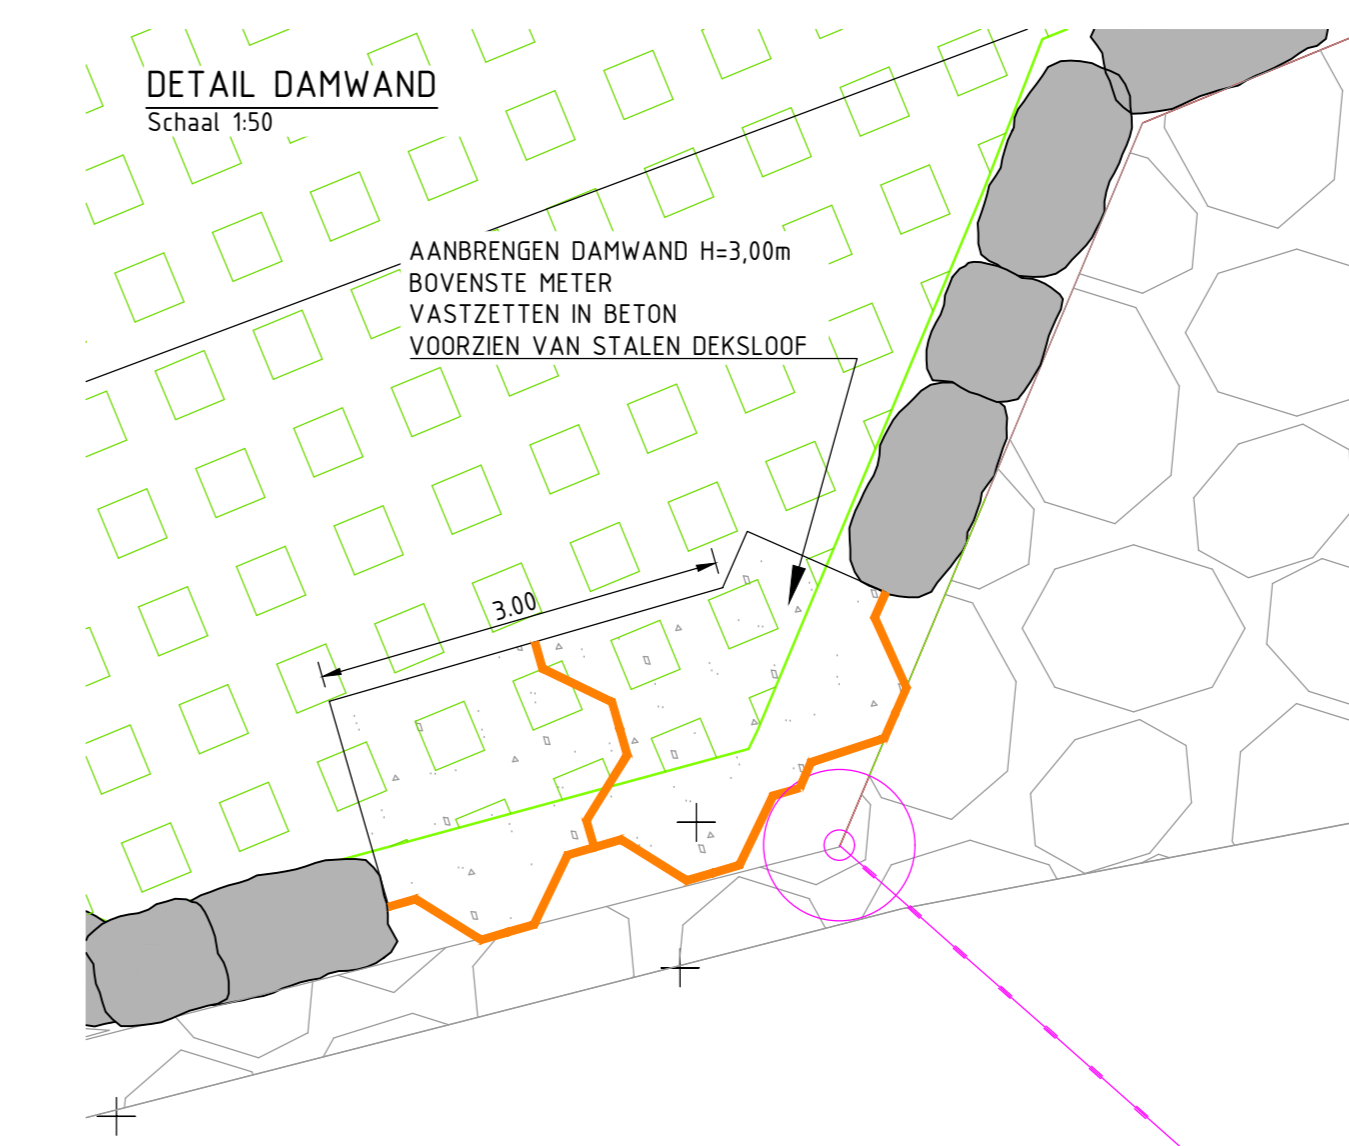 DETAIL DAMWAND
Schaal 1:50
AANBRENGEN DAMWAND H=3,00m
BOVENSTE METER
VASTZETTEN IN BETON
VOORZIEN VAN STALEN DEKSLOOF
3.00